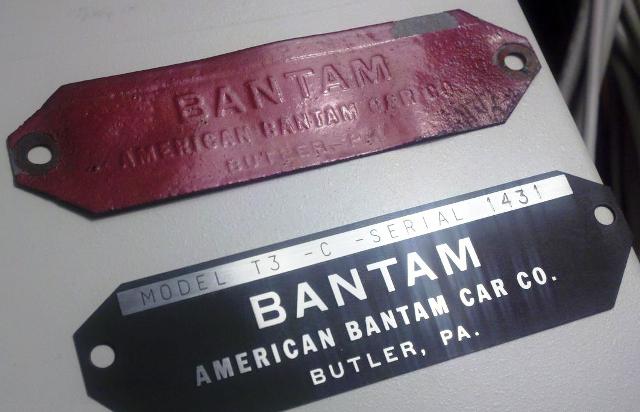 BANTAM
AMERICAN BANTAM CAR CO.
BUTLER—PA.
MODEL T3 -C -SERIAL 1431
BANTAM
AMERICAN BANTAM CAR CO.
BUTLER, PA.